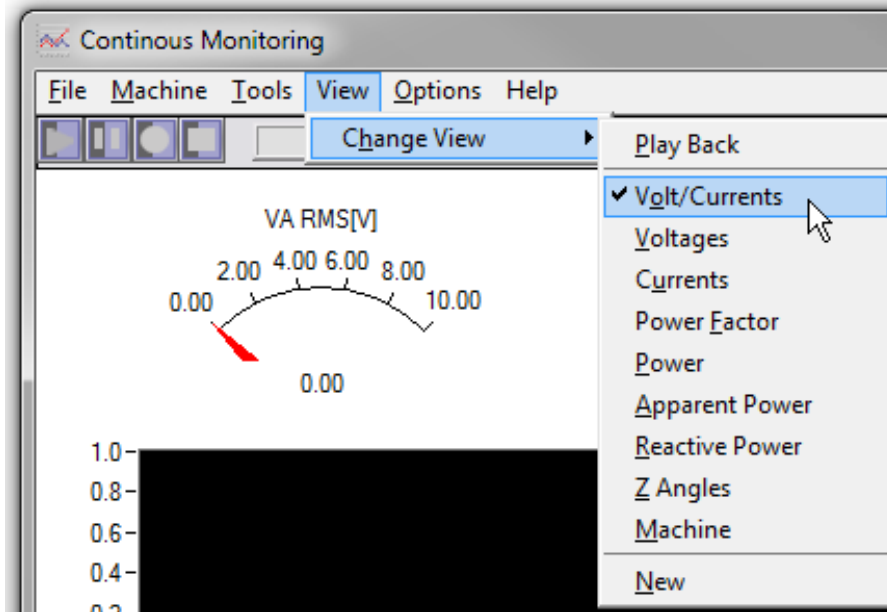 Continous Monitoring
File Machine Tools View Options Help
Change View
Play Back
Volt/Currents
Voltages
Currents
Power Factor
Power
Apparent Power
Reactive Power
Z Angles
Machine
New
VA RMS[V]
0.00 2.00 4.00 6.00 8.00 10.00
0.00
1.0
0.8
0.6
0.4